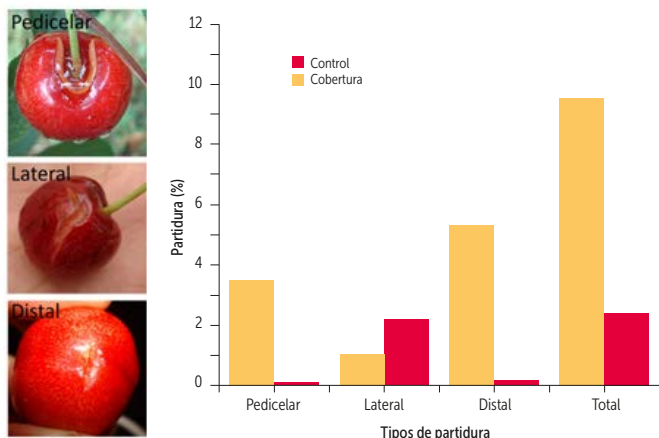 Pedicelar
Lateral
Distal
12
10
8
6
4
2
0
Partidura (%)
Control
Cobertura
Pedicelar
Lateral
Distal
Total
Tipos de partidura